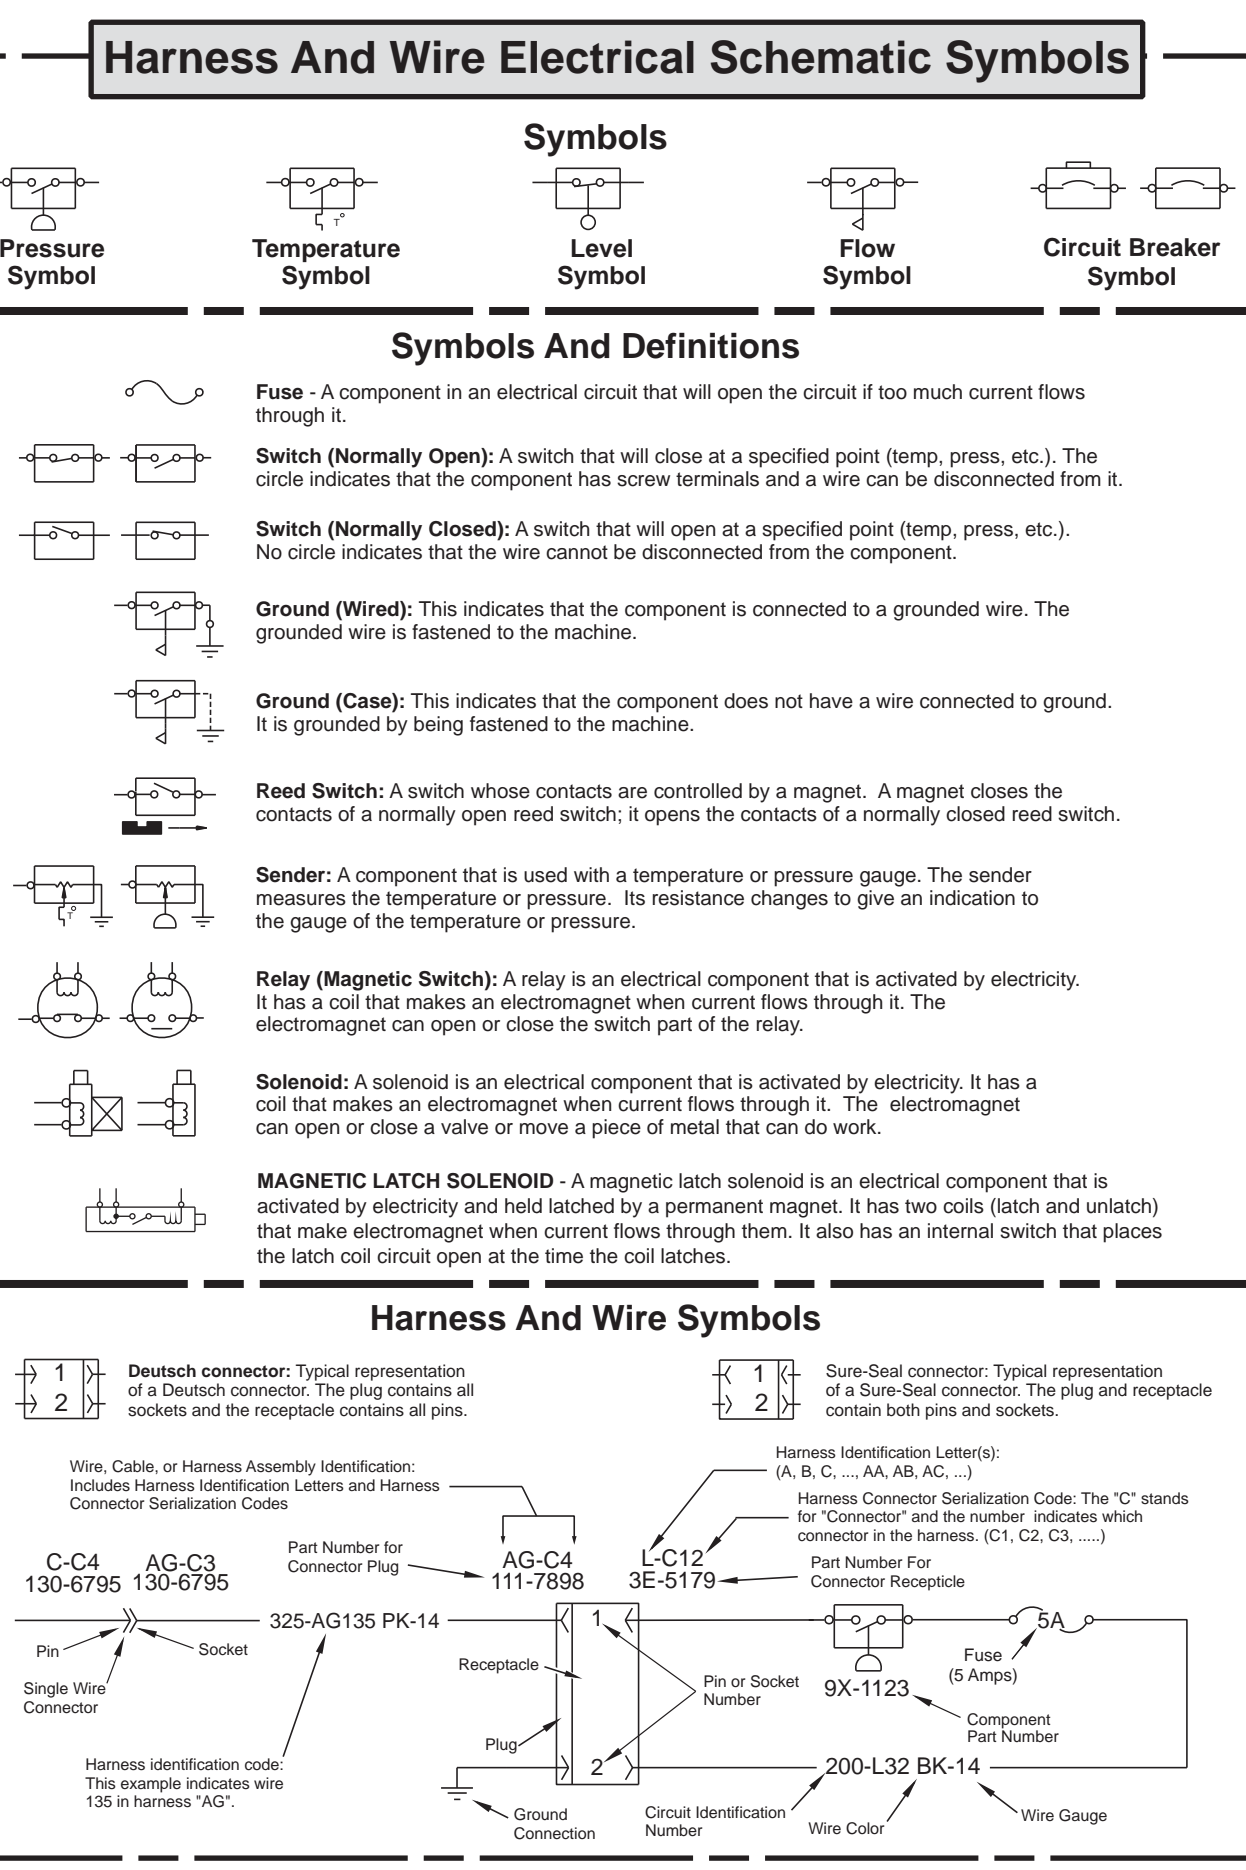 Harness And Wire Electrical Schematic Symbols
Symbols
Pressure
Symbol
T°
Temperature
Symbol
Level
Symbol
Flow
Symbol
Circuit Breaker
Symbol
Symbols And Definitions
Fuse - A component in an electrical circuit that will open the circuit if too much current flows
through it.
Switch (Normally Open): A switch that will close at a specified point (temp, press, etc.). The
circle indicates that the component has screw terminals and a wire can be disconnected from it.
Switch (Normally Closed): A switch that will open at a specified point (temp, press, etc.).
No circle indicates that the wire cannot be disconnected from the component.
Ground (Wired): This indicates that the component is connected to a grounded wire. The
grounded wire is fastened to the machine.
Ground (Case): This indicates that the component does not have a wire connected to ground.
It is grounded by being fastened to the machine.
Reed Switch: A switch whose contacts are controlled by a magnet.  A magnet closes the
contacts of a normally open reed switch; it opens the contacts of a normally closed reed switch.
T°
Sender: A component that is used with a temperature or pressure gauge. The sender
measures the temperature or pressure.  Its resistance changes to give an indication to
the gauge of the temperature or pressure.
Relay (Magnetic Switch): A relay is an electrical component that is activated by electricity.
It has a coil that makes an electromagnet when current flows through it. The
electromagnet can open or close the switch part of the relay.
Solenoid: A solenoid is an electrical component that is activated by electricity. It has a
coil that makes an electromagnet when current flows through it.  The  electromagnet
can open or close a valve or move a piece of metal that can do work.
MAGNETIC LATCH SOLENOID - A magnetic latch solenoid is an electrical component that is
activated by electricity and held latched by a permanent magnet. It has two coils (latch and unlatch)
that make electromagnet when current flows through them. It also has an internal switch that places
the latch coil circuit open at the time the coil latches.
Harness And Wire Symbols
1
2
Deutsch connector: Typical representation
of a Deutsch connector. The plug contains all
sockets and the receptacle contains all pins.
1
2
Sure-Seal connector: Typical representation
of a Sure-Seal connector. The plug and receptacle
contain both pins and sockets.
Wire, Cable, or Harness Assembly Identification:
Includes Harness Identification Letters and Harness
Connector Serialization Codes
Harness Identification Letter(s):
(A, B, C, ..., AA, AB, AC, ...)
Harness Connector Serialization Code: The "C" stands
for "Connector" and the number  indicates which
connector in the harness. (C1, C2, C3, .....)
C-C4
130-6795
AG-C3
130-6795
Part Number for
Connector Plug
AG-C4
111-7898
L-C12
3E-5179
Part Number For
Connector Recepticle
325-AG135 PK-14
1
5A
Pin
Socket
Single Wire
Connector
Receptacle
Pin or Socket
Number
Fuse
(5 Amps)
9X-1123
Component
Part Number
Plug
2
200-L32 BK-14
Harness identification code:
This example indicates wire
135 in harness "AG".
Ground
Connection
Circuit Identification
Number
Wire Color
Wire Gauge